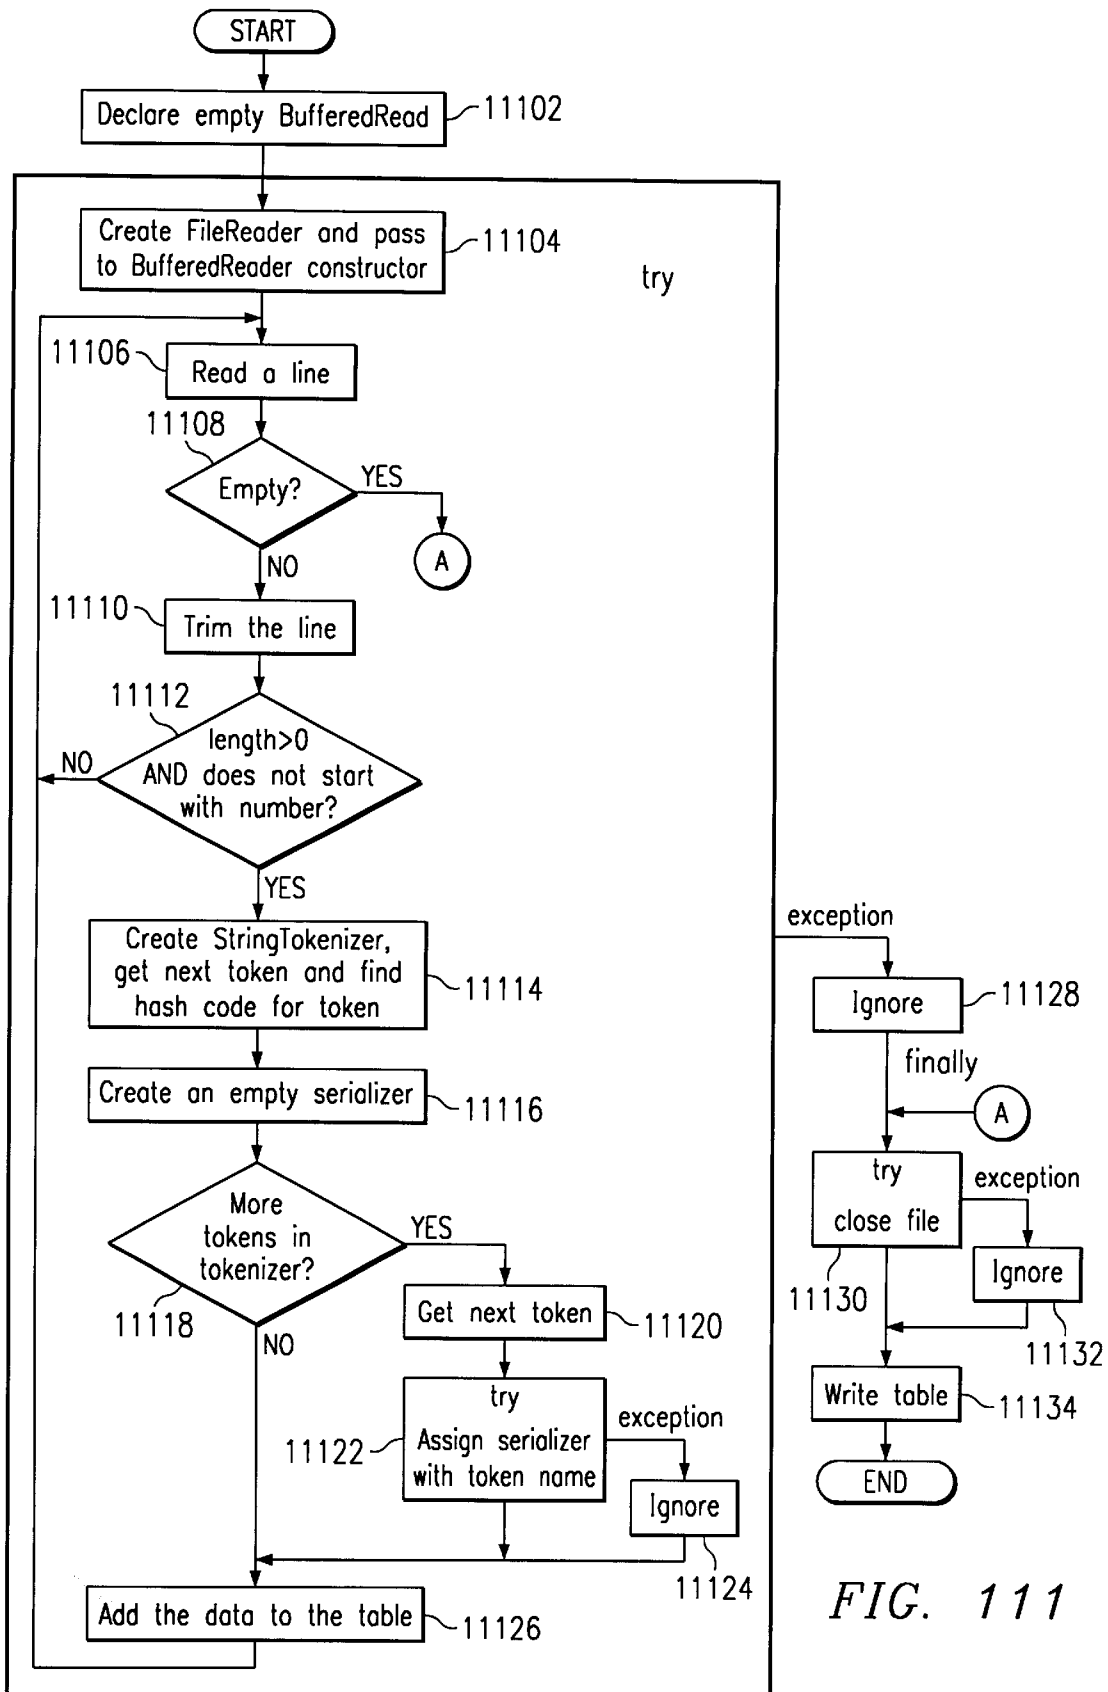 START
Declare empty BufferedRead
11102
Create FileReader and pass
to BufferedReader constructor
11104
try
11106
Read a line
11108
Empty?
YES
A
NO
11110
Trim the line
11112
length>0
AND does not start
with number?
NO
YES
Create StringTokenizer,
get next token and find
hash code for token
11114
Create an empty serializer
11116
More
tokens in
tokenizer?
YES
11118
NO
Get next token
11120
try
Assign serializer
with token name
11122
exception
Ignore
11124
Add the data to the table
11126
exception
Ignore
11128
finally
A
try
close file
exception
11130
Ignore
11132
Write table
11134
END
FIG. 111